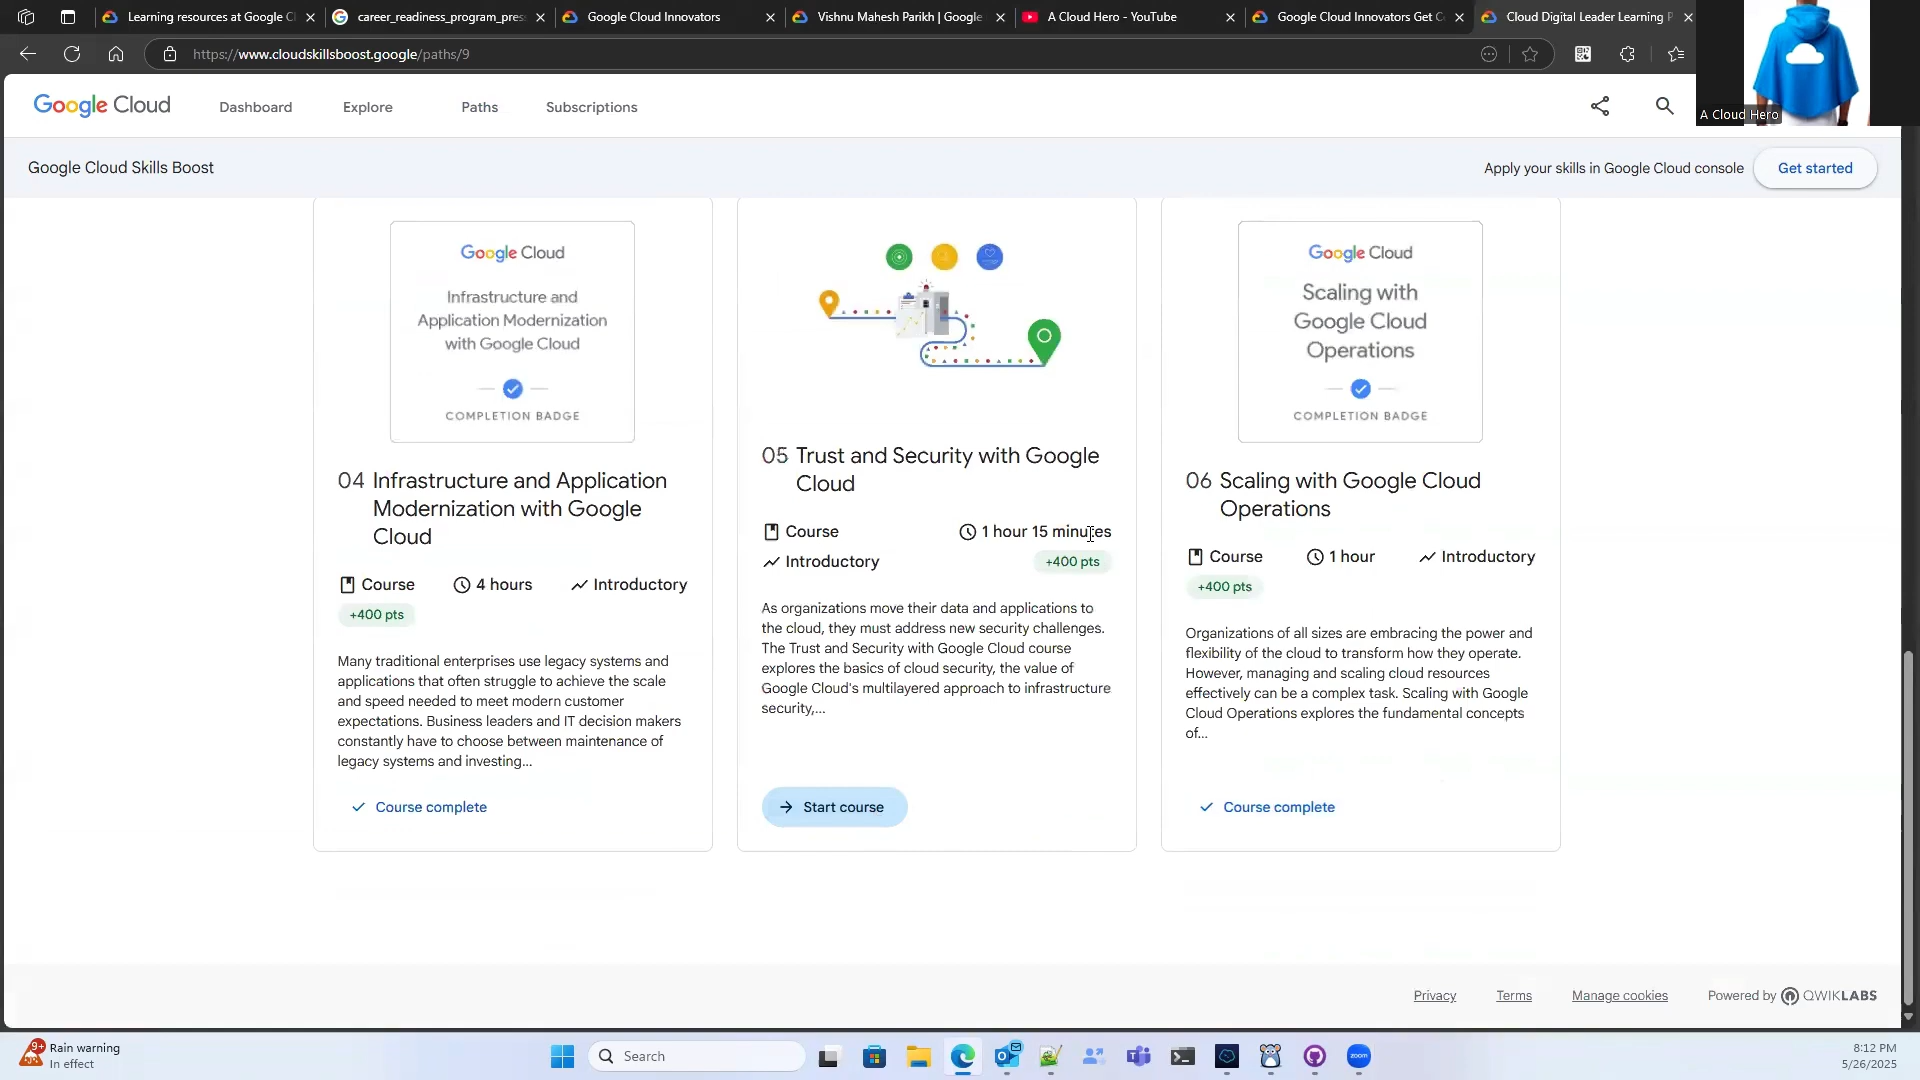 Learning resources at Google Cl
career_readiness_program_pres
Google Cloud Innovators
Vishnu Mahesh Parikh | Google
A Cloud Hero - YouTube
Google Cloud Innovators Get C
Cloud Digital Leader Learning P
https://www.cloudskillsboost.google/paths/9
A Cloud Hero
Google Cloud
Dashboard
Explore
Paths
Subscriptions
Google Cloud Skills Boost
Apply your skills in Google Cloud console
Get started
Google Cloud
Infrastructure and
Application Modernization
with Google Cloud
COMPLETION BADGE
04 Infrastructure and Application
Modernization with Google
Cloud
Course
4 hours
Introductory
+400 pts
Many traditional enterprises use legacy systems and
applications that often struggle to achieve the scale
and speed needed to meet modern customer
expectations. Business leaders and IT decision makers
constantly have to choose between maintenance of
legacy systems and investing...
Course complete
05 Trust and Security with Google
Cloud
Course
1 hour 15 minutes
Introductory
+400 pts
As organizations move their data and applications to
the cloud, they must address new security challenges.
The Trust and Security with Google Cloud course
explores the basics of cloud security, the value of
Google Cloud's multilayered approach to infrastructure
security,...
Start course
Google Cloud
Scaling with
Google Cloud
Operations
COMPLETION BADGE
06 Scaling with Google Cloud
Operations
Course
1 hour
Introductory
+400 pts
Organizations of all sizes are embracing the power and
flexibility of the cloud to transform how they operate.
However, managing and scaling cloud resources
effectively can be a complex task. Scaling with Google
Cloud Operations explores the fundamental concepts
of...
Course complete
Privacy
Terms
Manage cookies
Powered by QWIKLABS
9+
Rain warning
In effect
Search
zoom
8:12 PM
5/26/2025